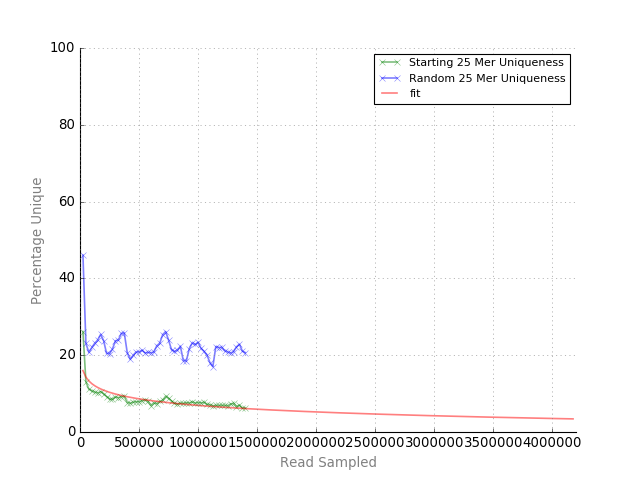 100
80
60
40
20
0
Percentage Unique
Starting 25 Mer Uniqueness
Random 25 Mer Uniqueness
fit
0 500000 1000000 1500000 2000000 2500000 3000000 3500000 4000000
Read Sampled